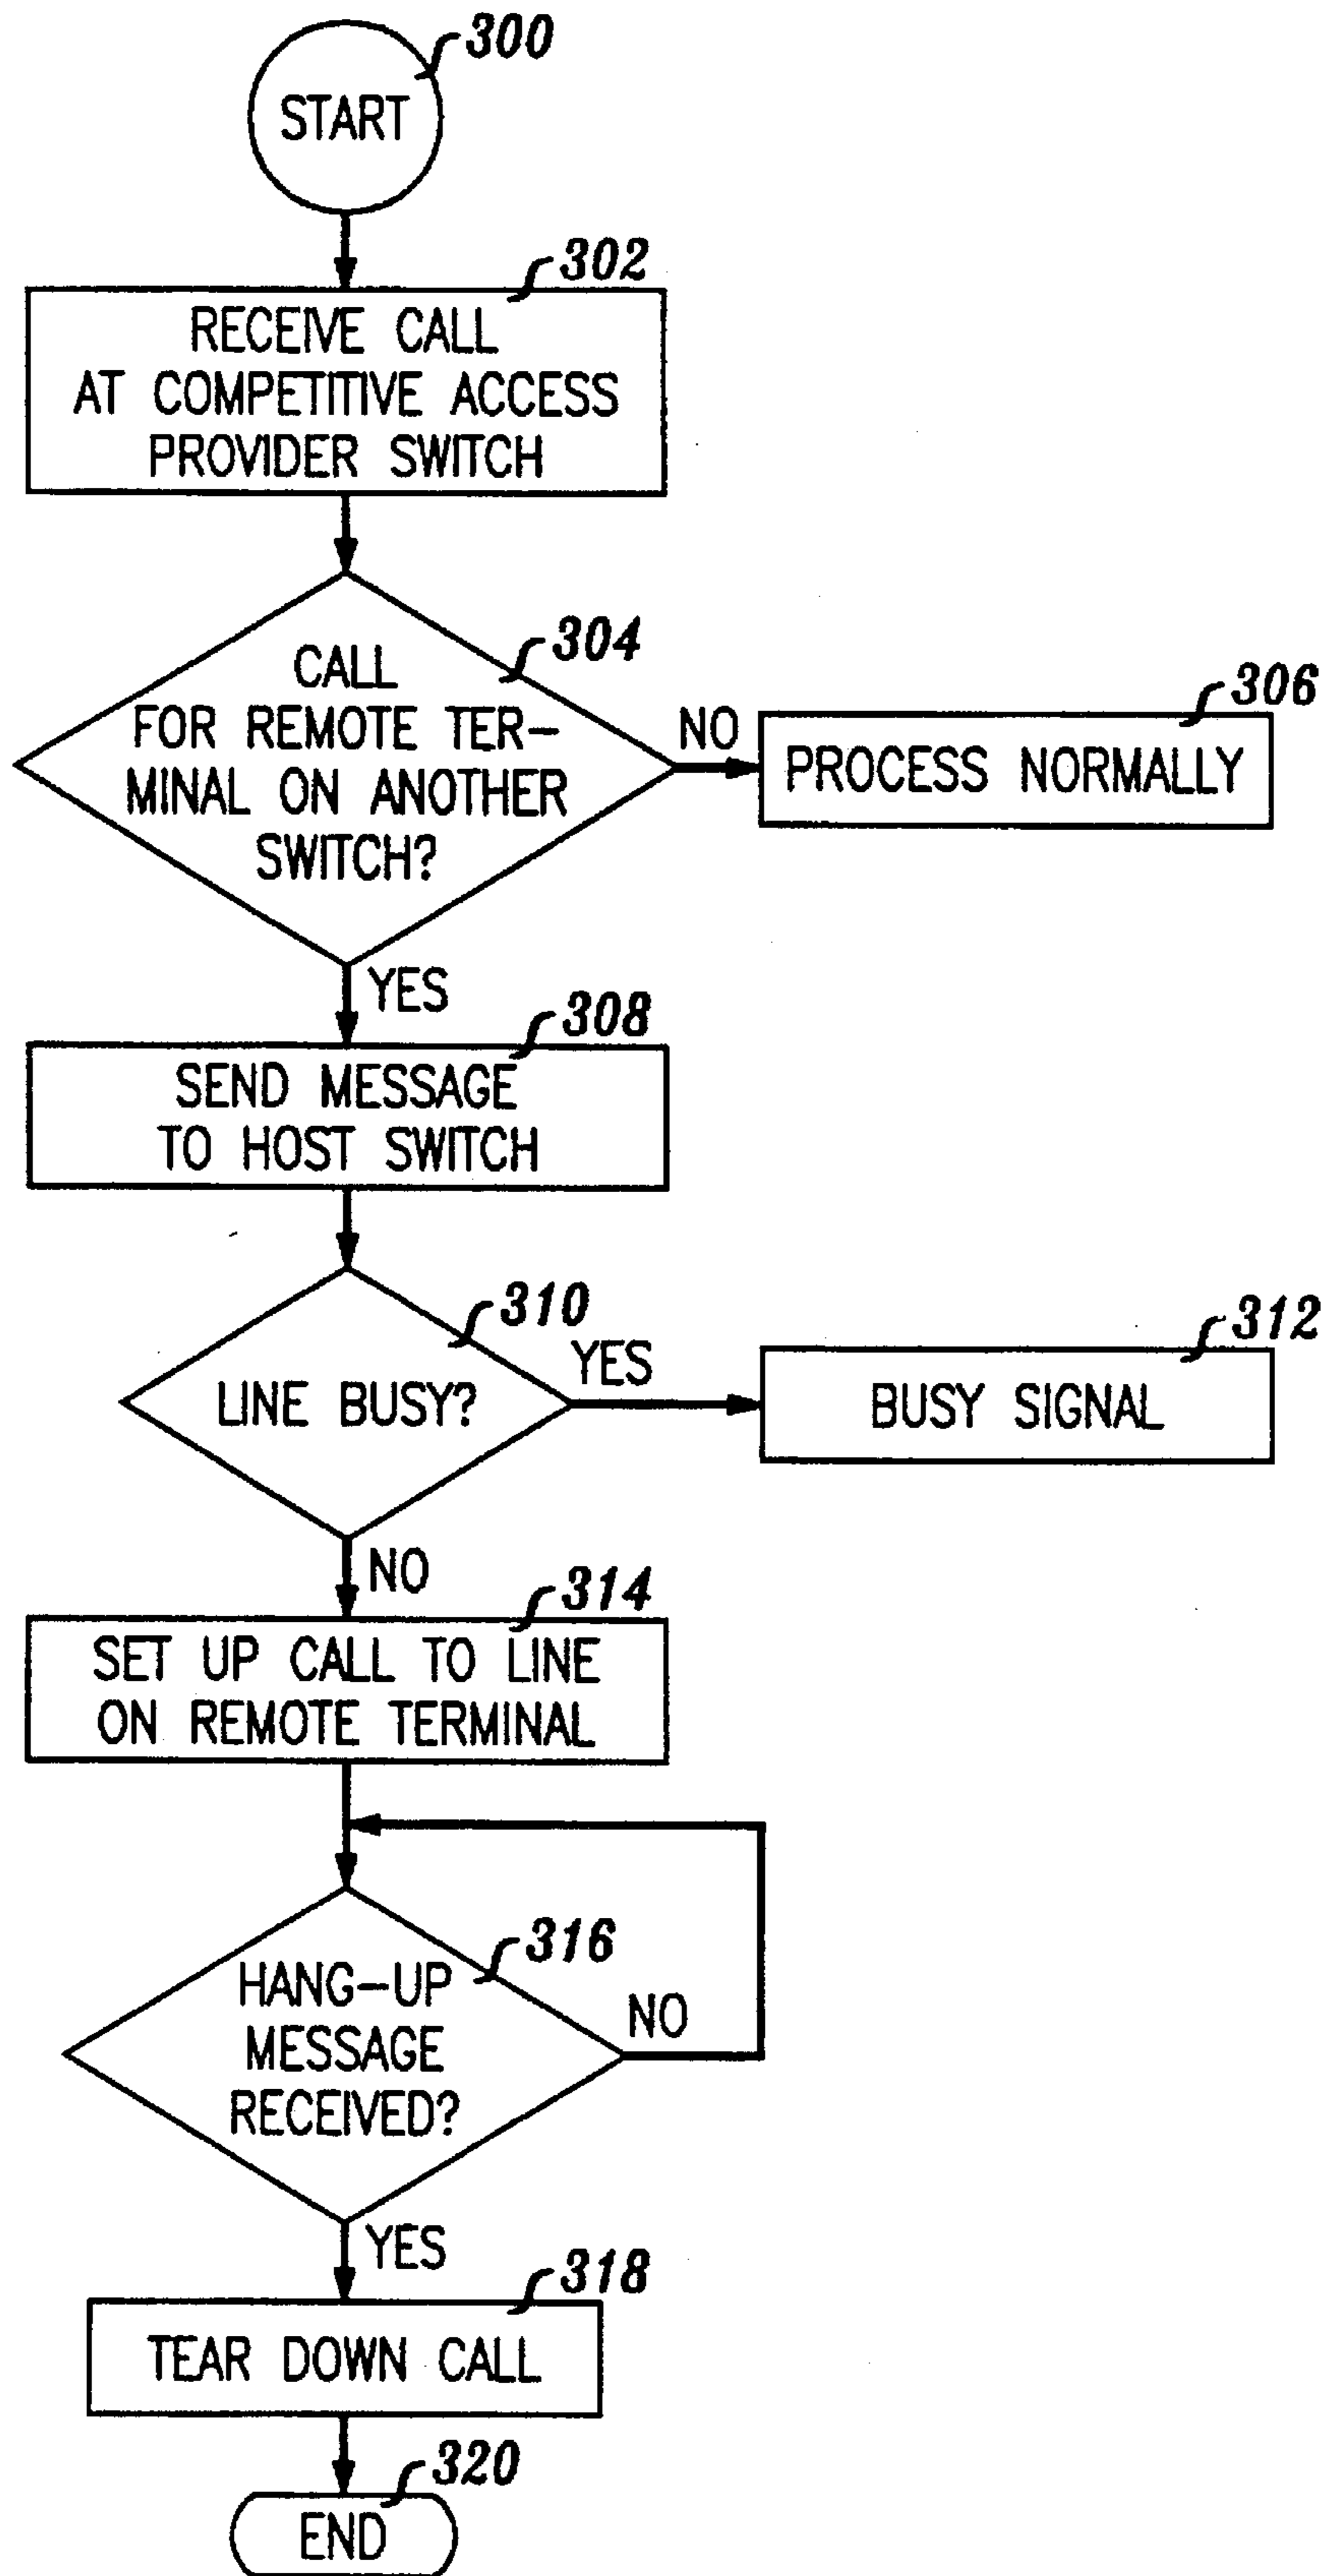 300
START
302
RECEIVE CALL
AT COMPETITIVE ACCESS
PROVIDER SWITCH
304
CALL
FOR REMOTE TER-
MINAL ON ANOTHER
SWITCH?
NO
306
PROCESS NORMALLY
YES
308
SEND MESSAGE
TO HOST SWITCH
310
LINE BUSY?
YES
312
BUSY SIGNAL
NO
314
SET UP CALL TO LINE
ON REMOTE TERMINAL
316
HANG-UP
MESSAGE
RECEIVED?
NO
YES
318
TEAR DOWN CALL
320
END